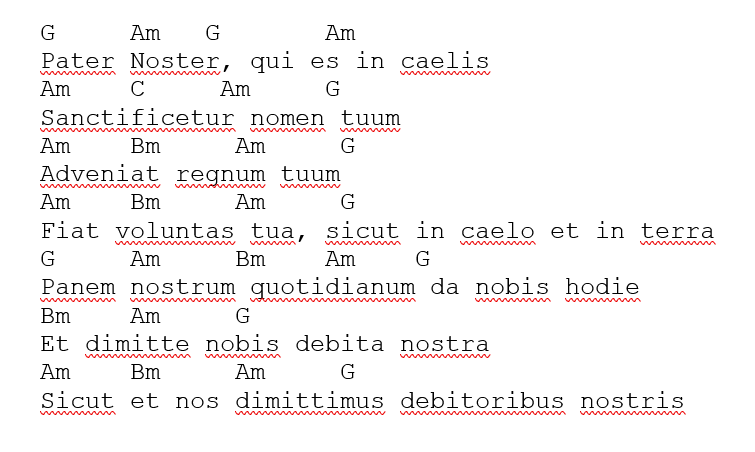 G     Am   G       Am
Pater Noster, qui es in caelis
Am    C     Am     G
Sanctificetur nomen tuum
Am    Bm     Am     G
Adveniat regnum tuum
Am    Bm     Am     G
Fiat voluntas tua, sicut in caelo et in terra
G     Am     Bm    Am    G
Panem nostrum quotidianum da nobis hodie
Bm    Am     G
Et dimitte nobis debita nostra
Am    Bm     Am     G
Sicut et nos dimittimus debitoribus nostris